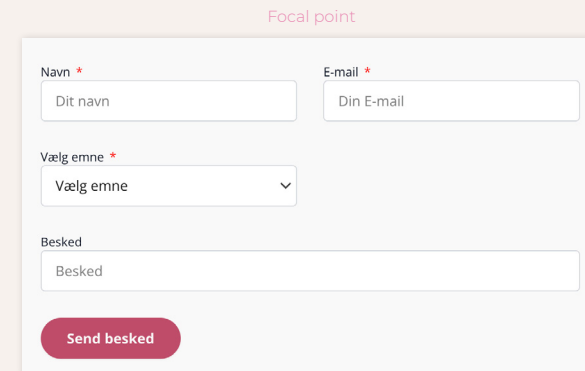 Focal point
Navn * E-mail *
Dit navn Din E-mail
Vælg emne *
Vælg emne
Besked
Besked
Send besked